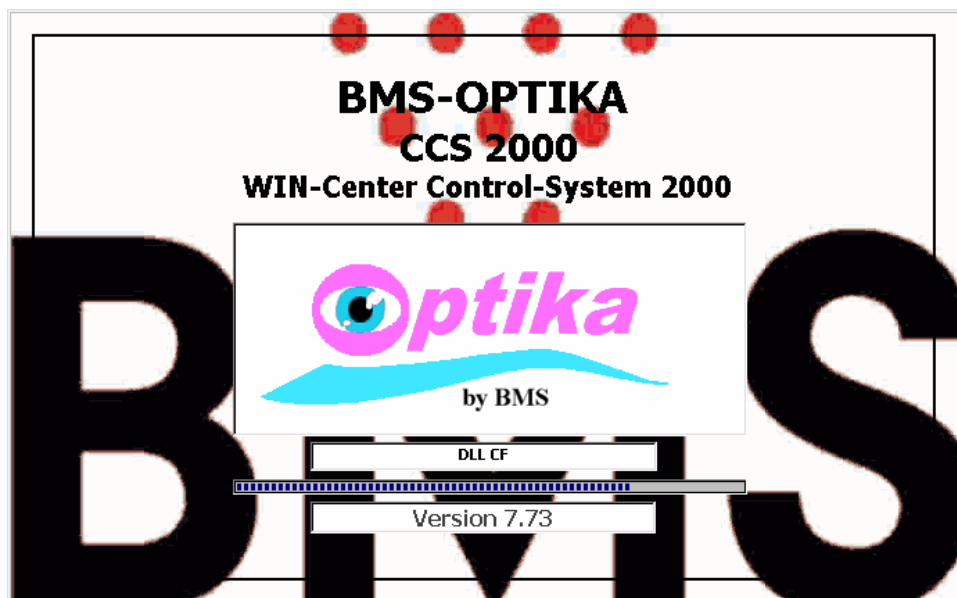 BMS-OPTIKA
CCS 2000
WIN-Center Control-System 2000
Optika
by BMS
DLL CF
Version 7.73
BMS